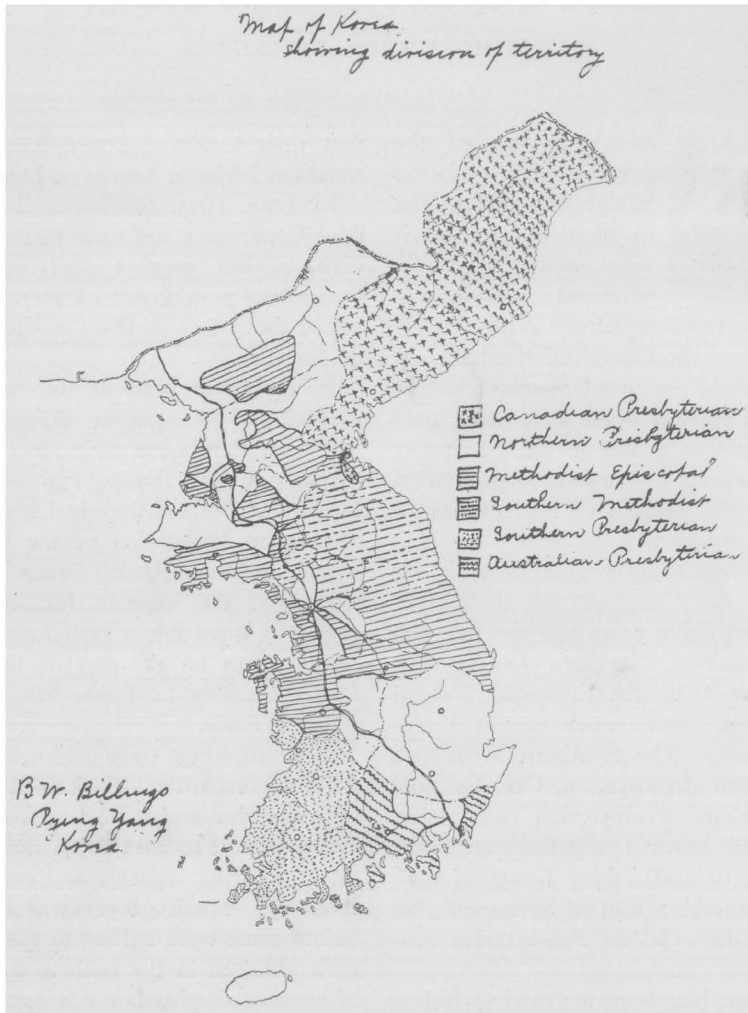 Map of Korea
showing division of territory
Canadian Presbyterian
Northern Presbyterian
Methodist Episcopal
Southern Methodist
Southern Presbyterian
Australian Presbyterian
B.W. Billings
Pying Yang
Korea